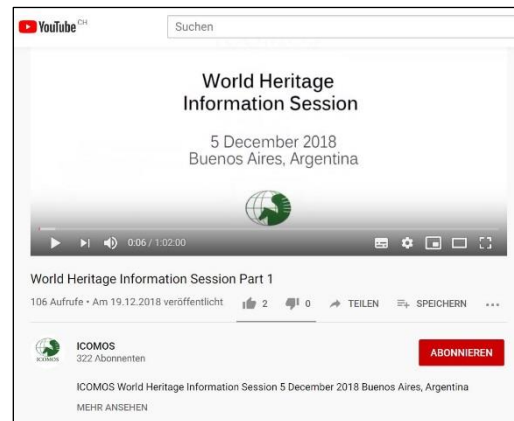 YouTube CH
Suchen
World Heritage
Information Session
5 December 2018
Buenos Aires, Argentina
0:06 / 1:02:00
World Heritage Information Session Part 1
106 Aufrufe • Am 19.12.2018 veröffentlicht 2 0 TEILEN SPEICHERN
ICOMOS
ICOMOS
322 Abonnenten
ABONNIEREN
ICOMOS World Heritage Information Session 5 December 2018 Buenos Aires, Argentina
MEHR ANSEHEN